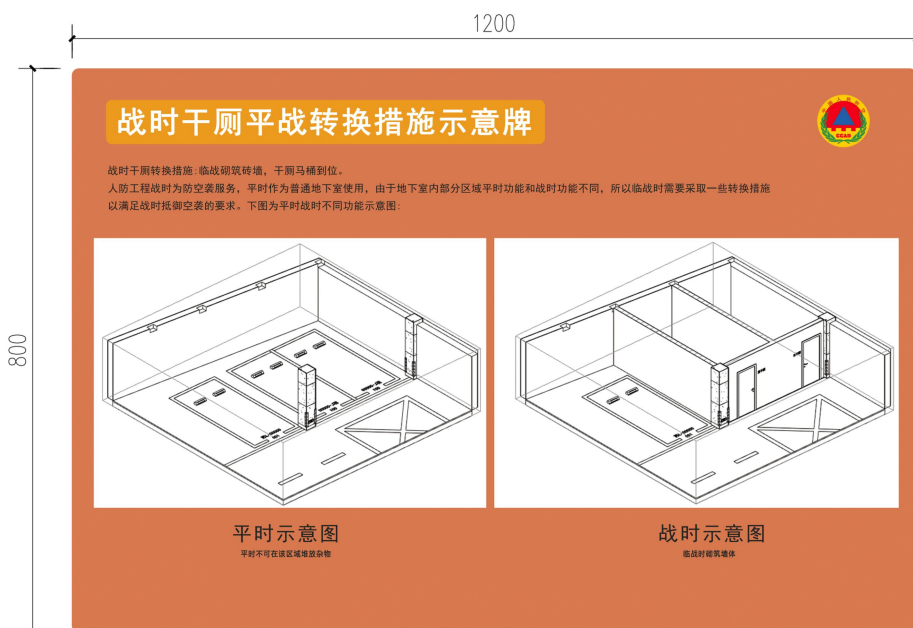 1200
800
战时干厕平战转换措施示意牌
战时干厕转换措施:临战砌筑砖墙，干厕马桶到位。
人防工程战时为防空袭服务，平时作为普通地下室使用，由于地下室内部分区域平时功能和战时功能不同，所以临战时需要采取一些转换措施
以满足战时抵御空袭的要求。下图为平时战时不同功能示意图:
平时示意图
平时不可在该区域堆放杂物
战时示意图
临战时砌筑墙体